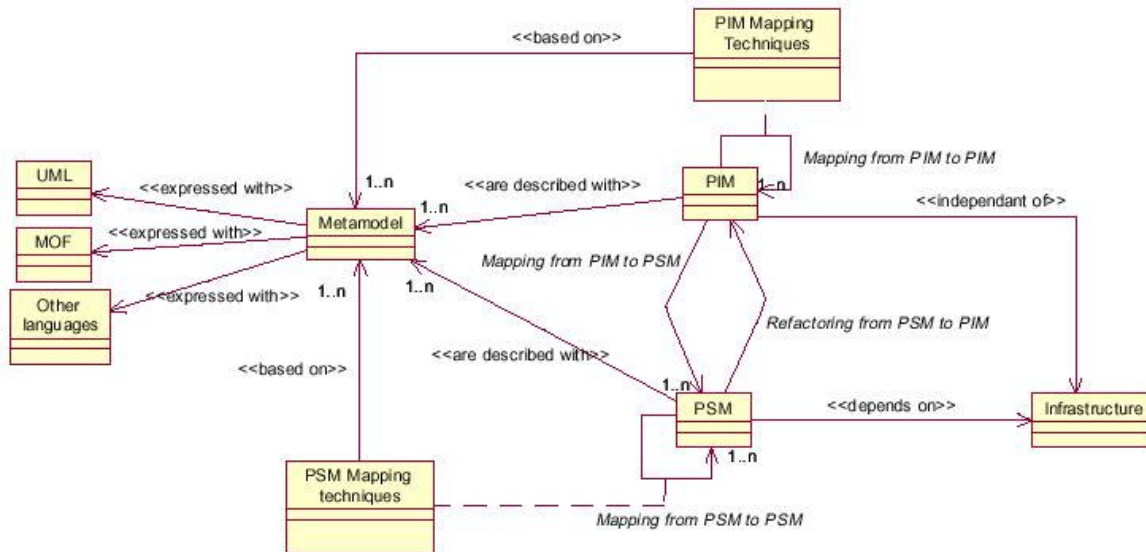 PIM Mapping
Techniques
<<based on>>
Mapping from PIM to PIM
UML
<<expressed with>>
1..n
<<are described with>>
PIM
1..n
1..n
<<independant of>>
Metamodel
MOF
<<expressed with>>
Mapping from PIM to PSM
1..n
1..n
<<expressed with>>
Other
languages
Refactoring from PSM to PIM
<<are described with>>
<<based on>>
1..n
PSM
<<depends on>>
Infrastructure
1..n
PSM Mapping
techniques
Mapping from PSM to PSM